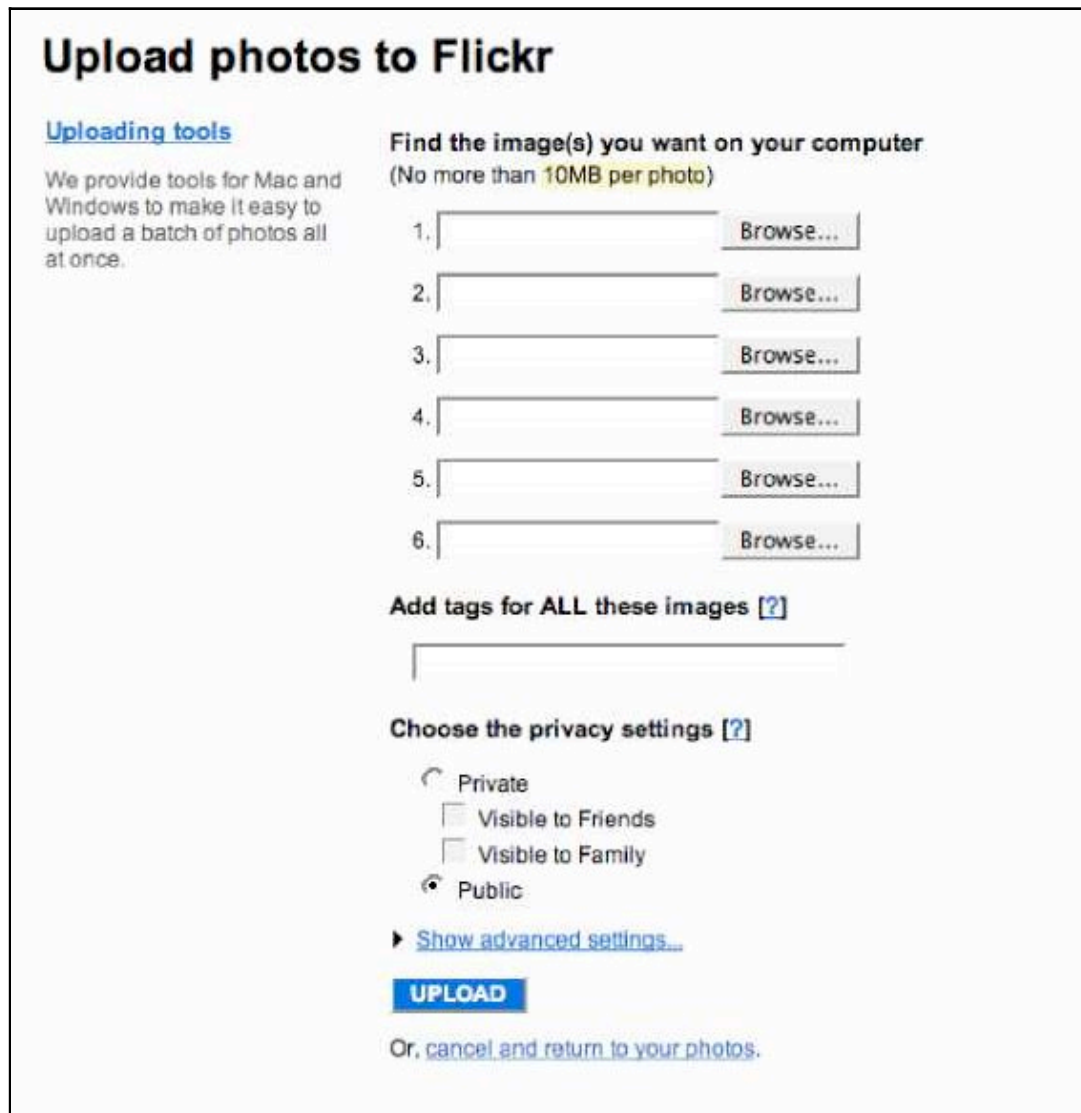 Upload photos to Flickr
Uploading tools
We provide tools for Mac and
Windows to make it easy to
upload a batch of photos all
at once.
Find the image(s) you want on your computer
(No more than 10MB per photo)
1. Browse...
2. Browse...
3. Browse...
4. Browse...
5. Browse...
6. Browse...
Add tags for ALL these images [?]
Choose the privacy settings [?]
Private
Visible to Friends
Visible to Family
Public
Show advanced settings...
UPLOAD
Or, cancel and return to your photos.